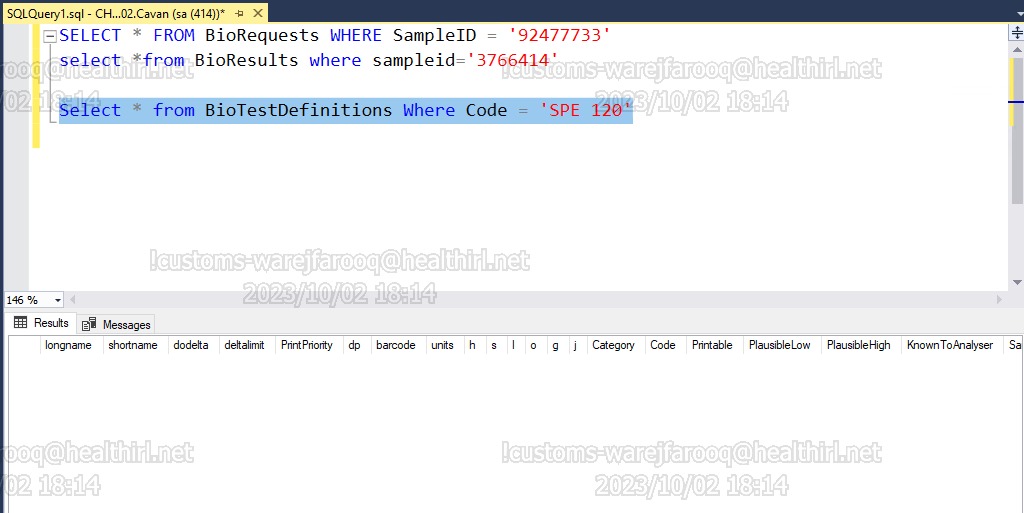 SQLQuery1.sql - CH...02.Cavan (sa (414))*
SELECT * FROM BioRequests WHERE SampleID = '92477733'
select *from BioResults where sampleid='3766414'
rooq@healthirl.net !customs-warejfarooq@healthirl.net
/02 18:14 2023/10/02 18:14
Select * from BioTestDefinitions Where Code = 'SPE 120'
!customs-warejfarooq@healthirl.net
2023/10/02 18:14
146 %
Results Messages
longname shortname dodelta deltalimit PrintPriority dp barcode units h s l o g j Category Code Printable PlausibleLow PlausibleHigh KnownToAnalyser Sa
rooq@healthirl.net !customs-warejfarooq@healthirl.net
/02 18:14 2023/10/02 18:14